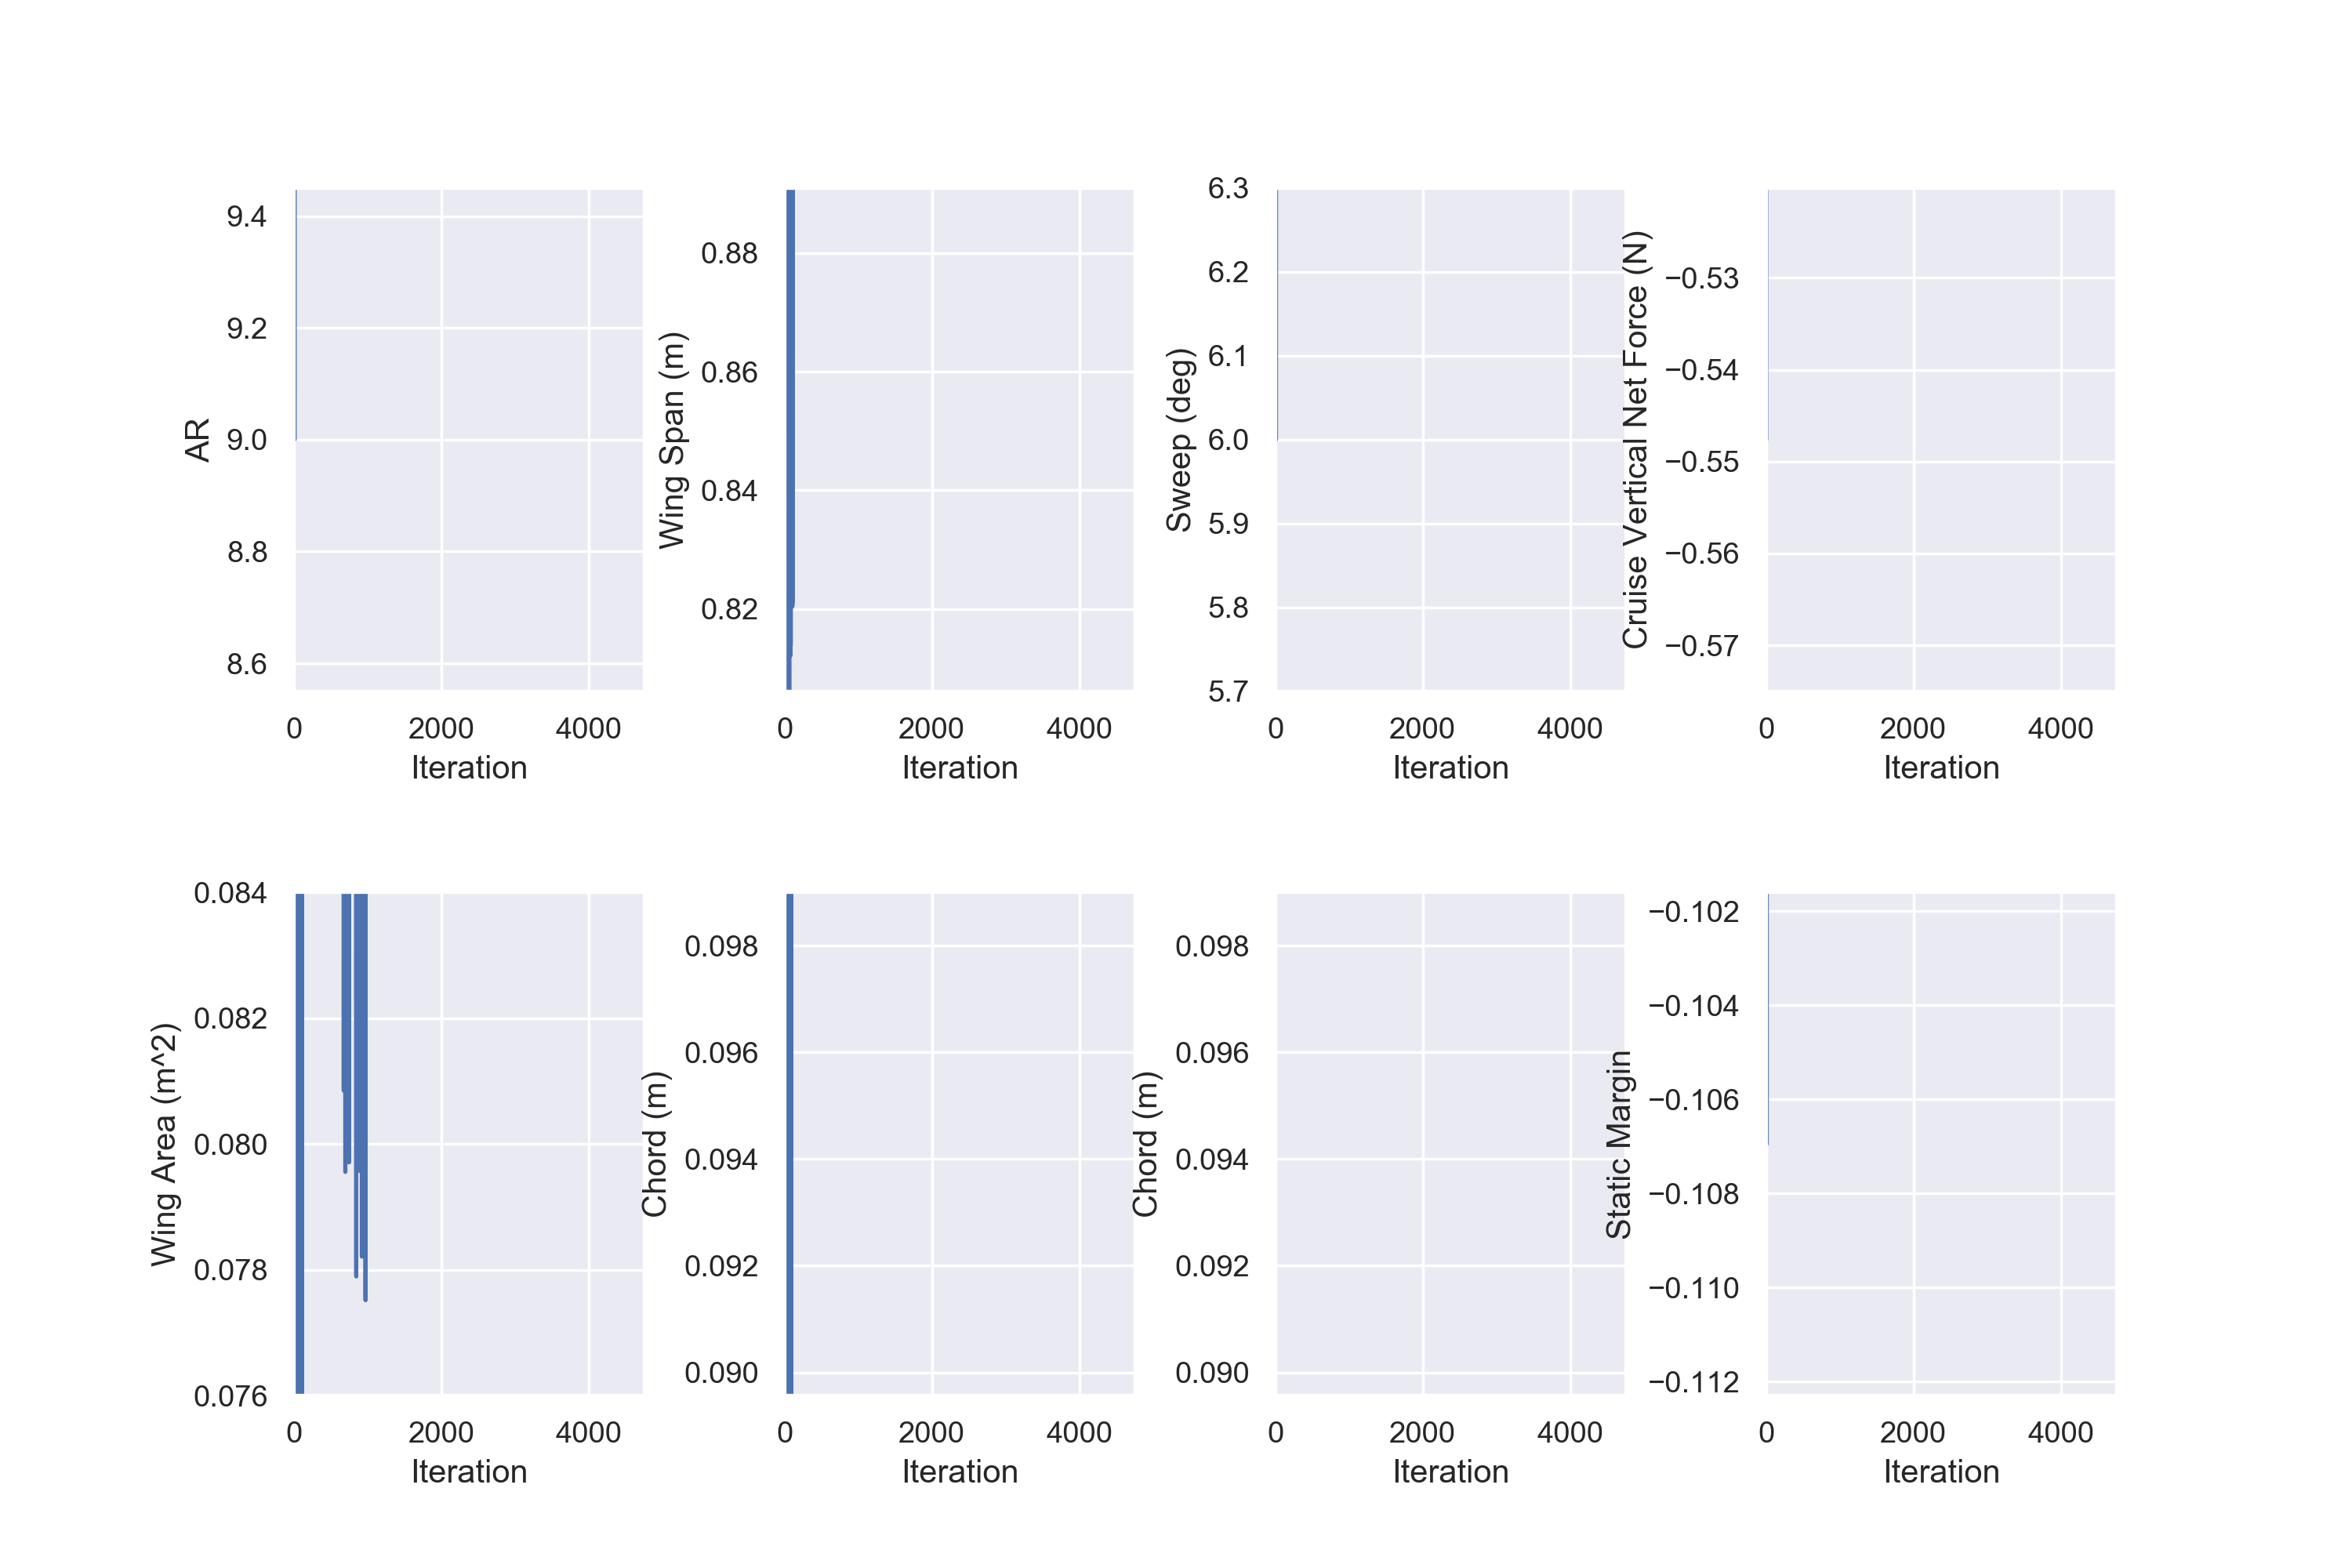 AR
9.4
9.2
9.0
8.8
8.6
0 2000 4000
Iteration
Wing Span (m)
0.88
0.86
0.84
0.82
0 2000 4000
Iteration
Sweep (deg)
6.3
6.2
6.1
6.0
5.9
5.8
5.7
0 2000 4000
Iteration
Cruise Vertical Net Force (N)
−0.53
−0.54
−0.55
−0.56
−0.57
0 2000 4000
Iteration
Wing Area (m^2)
0.084
0.082
0.080
0.078
0.076
0 2000 4000
Iteration
Chord (m)
0.098
0.096
0.094
0.092
0.090
0 2000 4000
Iteration
Chord (m)
0.098
0.096
0.094
0.092
0.090
0 2000 4000
Iteration
Static Margin
−0.102
−0.104
−0.106
−0.108
−0.110
−0.112
0 2000 4000
Iteration